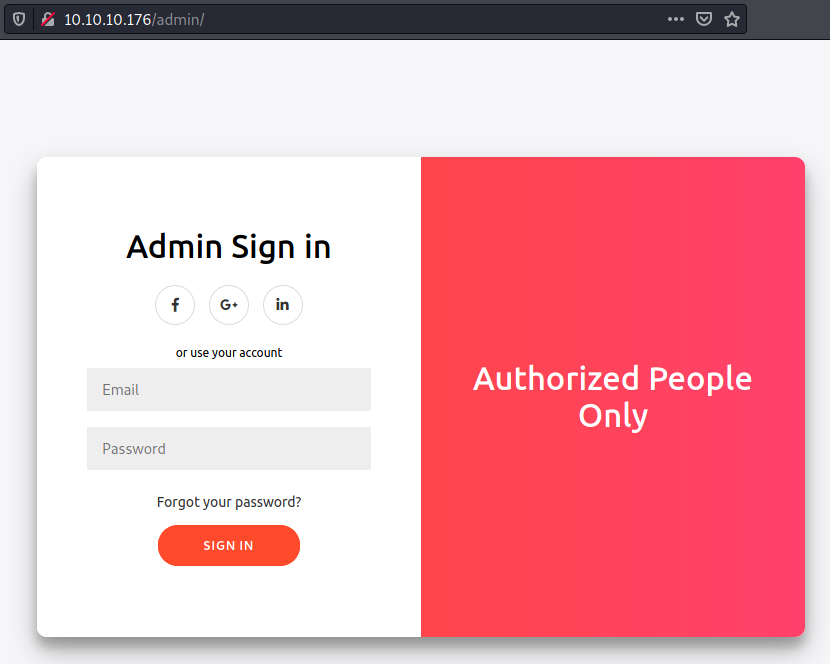 10.10.10.176/admin/
Admin Sign in
f G+ in
or use your account
Email
Password
Forgot your password?
SIGN IN
Authorized People
Only